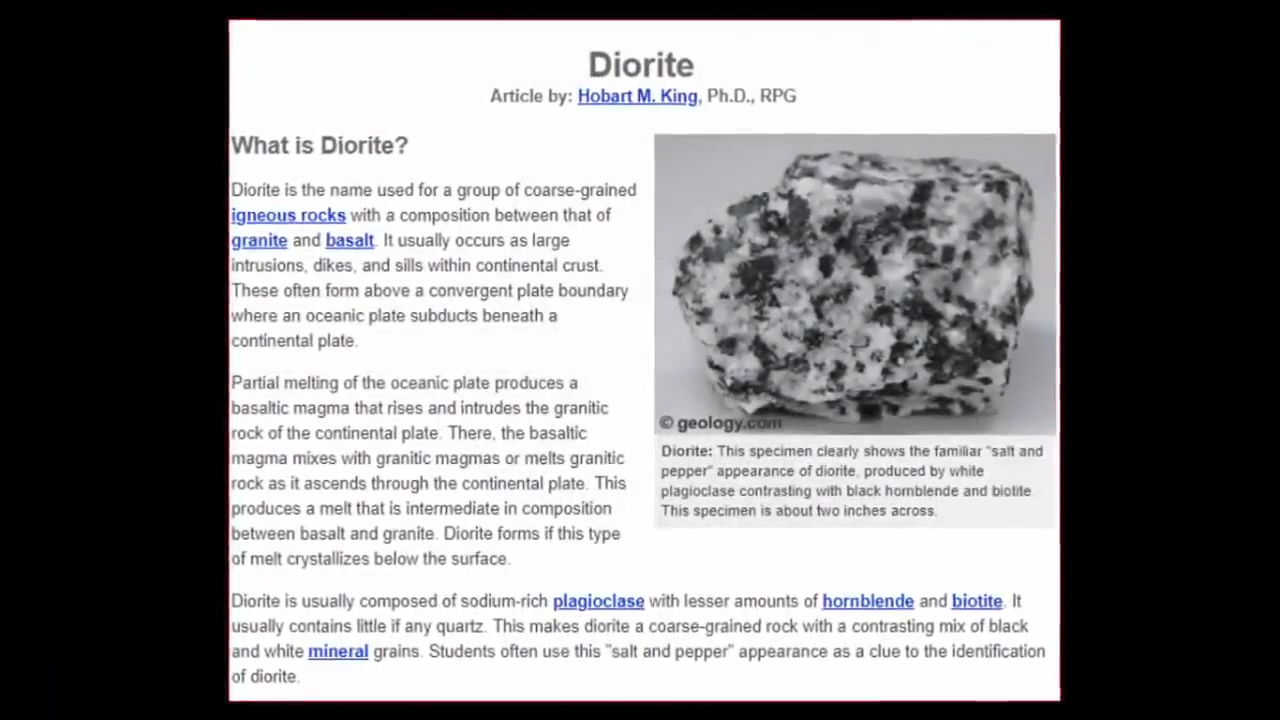 Diorite
Article by: Hobart M. King, Ph.D., RPG
What is Diorite?
Diorite is the name used for a group of coarse-grained
igneous rocks with a composition between that of
granite and basalt. It usually occurs as large
intrusions, dikes, and sills within continental crust.
These often form above a convergent plate boundary
where an oceanic plate subducts beneath a
continental plate.
Partial melting of the oceanic plate produces a
basaltic magma that rises and intrudes the granitic
rock of the continental plate. There, the basaltic
magma mixes with granitic magmas or melts granitic
rock as it ascends through the continental plate. This
produces a melt that is intermediate in composition
between basalt and granite. Diorite forms if this type
of melt crystallizes below the surface.
© geology.com
Diorite: This specimen clearly shows the familiar "salt and
pepper" appearance of diorite, produced by white
plagioclase contrasting with black hornblende and biotite.
This specimen is about two inches across.
Diorite is usually composed of sodium-rich plagioclase with lesser amounts of hornblende and biotite. It
usually contains little if any quartz. This makes diorite a coarse-grained rock with a contrasting mix of black
and white mineral grains. Students often use this "salt and pepper" appearance as a clue to the identification
of diorite.